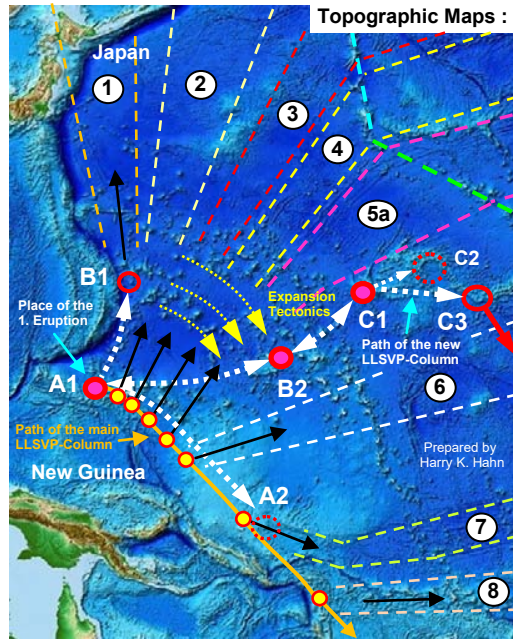 Topographic Maps :
Japan
1
2
3
4
5a
B1
Place of the
1. Eruption
Expansion
Tectonics
C2
C1
C3
Path of the new
LLSVP-Column
A1
B2
6
Path of the main
LLSVP-Column
Prepared by
Harry K. Hahn
New Guinea
A2
7
8